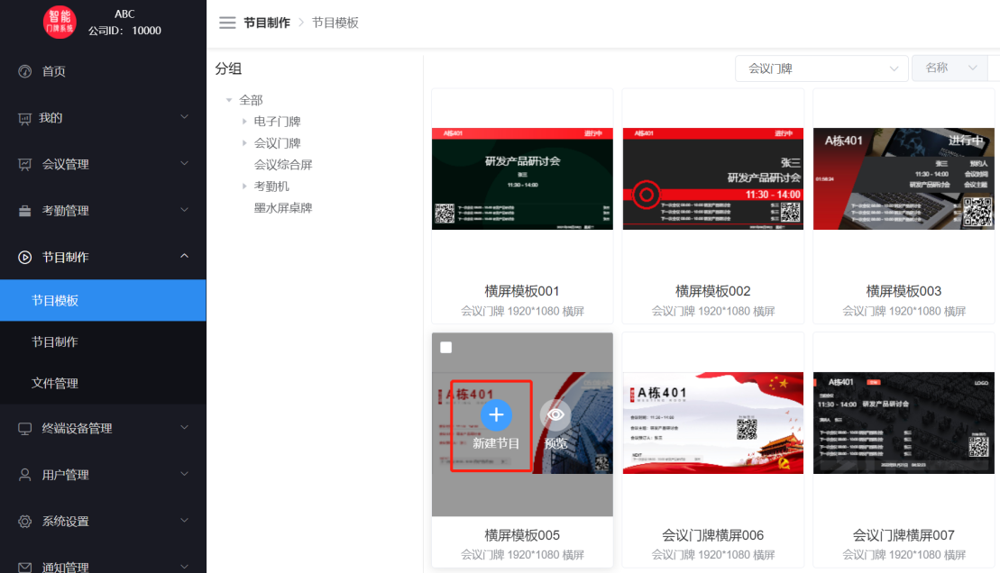 智能
门牌系统
ABC
公司ID： 10000
首页
我的
会议管理
考勤管理
节目制作
节目模板
节目制作
文件管理
终端设备管理
用户管理
系统设置
通知管理
节目制作 > 节目模板
分组
全部
电子门牌
会议门牌
会议综合屏
考勤机
墨水屏桌牌
会议门牌
名称
A栋401 进行中
研发产品研讨会
张三
11:30 - 14:00
横屏模板001
会议门牌 1920*1080 横屏
A栋401 进行中
张三
研发产品研讨会
11:30 - 14:00
横屏模板002
会议门牌 1920*1080 横屏
A栋401 进行中
张三 预约人
11:30 - 14:00 会议时间
研发产品研讨会 会议主题
01:58:24
横屏模板003
会议门牌 1920*1080 横屏
A栋401
新建节目
预览
横屏模板005
会议门牌 1920*1080 横屏
A栋401
会议门牌横屏006
会议门牌 1920*1080 横屏
A栋401
LOGO
11:30 - 14:00 研发产品研讨会
会议门牌横屏007
会议门牌 1920*1080 横屏